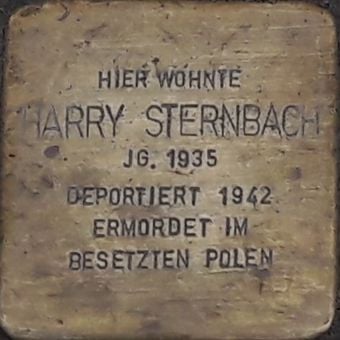 HIER WOHNTE
HARRY STERNBACH
JG. 1935
DEPORTIERT 1942
ERMORDET IM
BESETZTEN POLEN